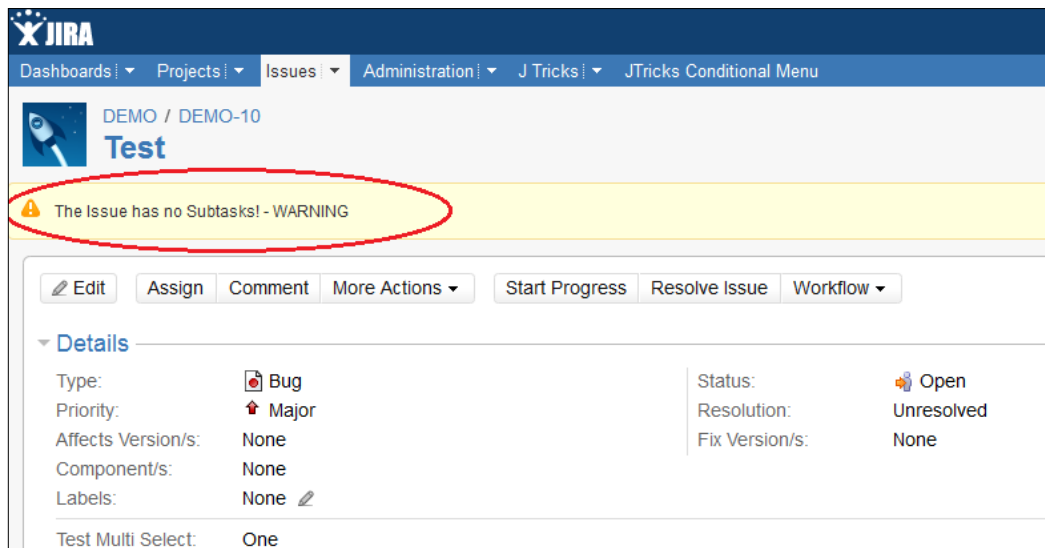 JIRA
Dashboards Projects Issues Administration J Tricks JTricks Conditional Menu
DEMO / DEMO-10
Test
The Issue has no Subtasks! - WARNING
Edit Assign Comment More Actions Start Progress Resolve Issue Workflow
Details
Type: Bug Status: Open
Priority: Major Resolution: Unresolved
Affects Version/s: None Fix Version/s: None
Component/s: None
Labels: None
Test Multi Select: One